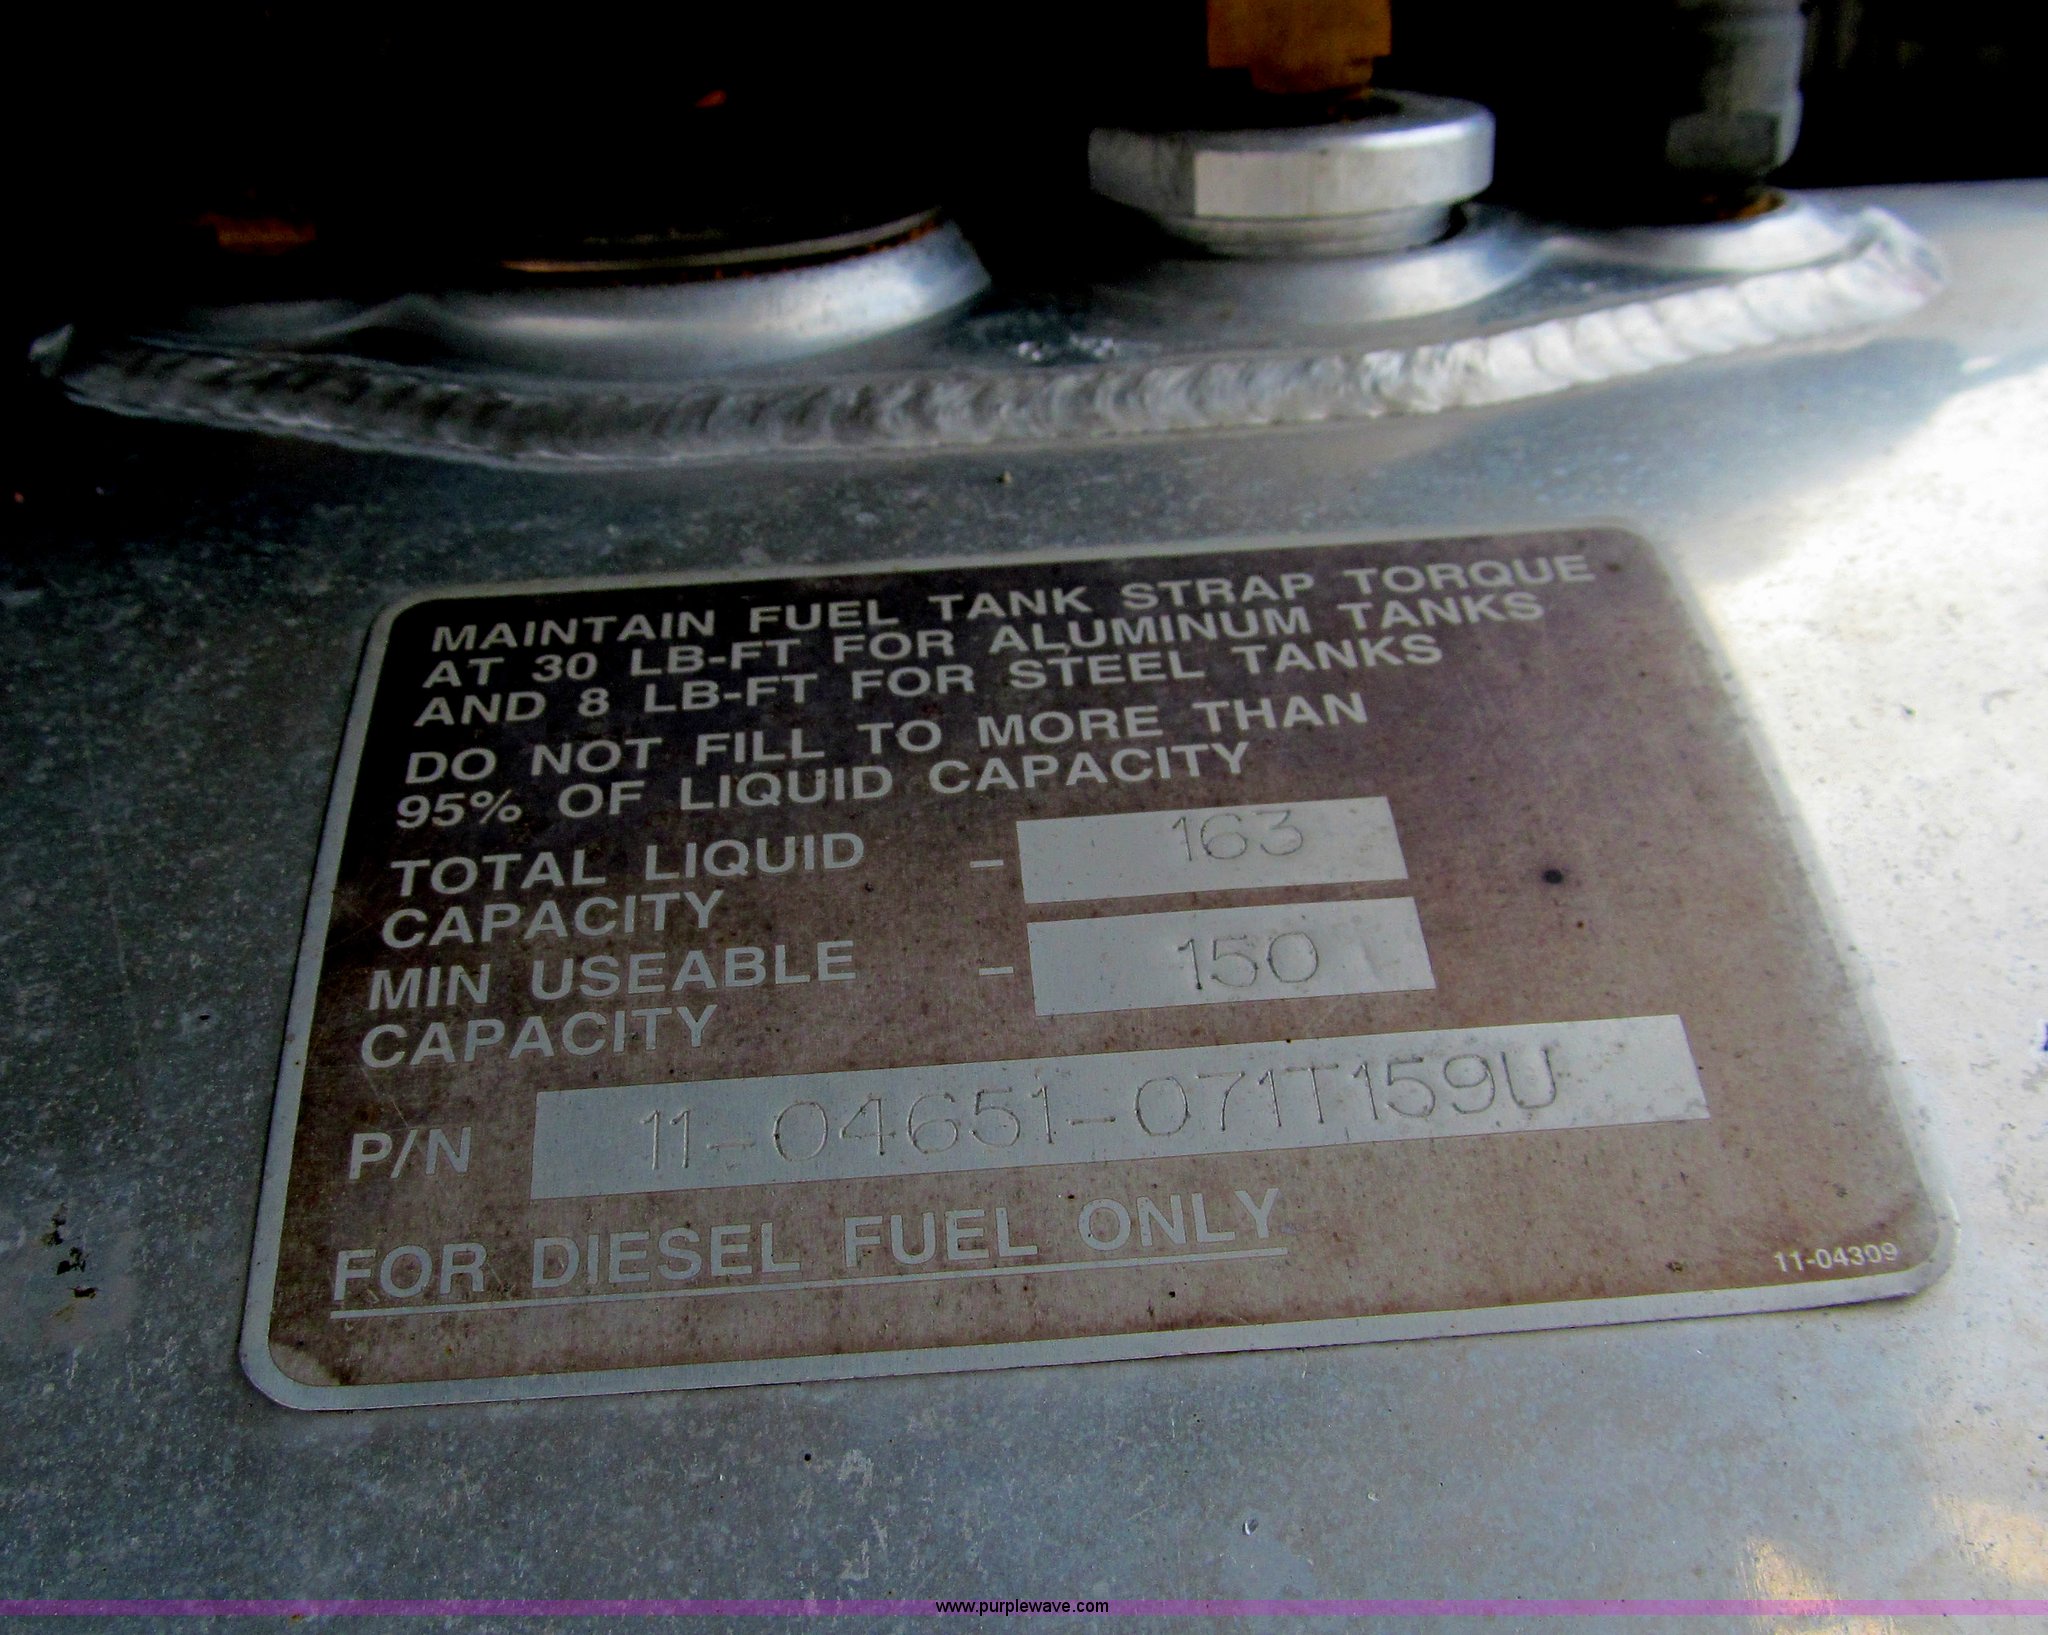 MAINTAIN FUEL TANK STRAP TORQUE
AT 30 LB-FT FOR ALUMINUM TANKS
AND 8 LB-FT FOR STEEL TANKS
DO NOT FILL TO MORE THAN
95% OF LIQUID CAPACITY
TOTAL LIQUID - 163
CAPACITY
MIN USEABLE - 150
CAPACITY
P/N 11-04651-071T159U
FOR DIESEL FUEL ONLY
11-04309
www.purplewave.com